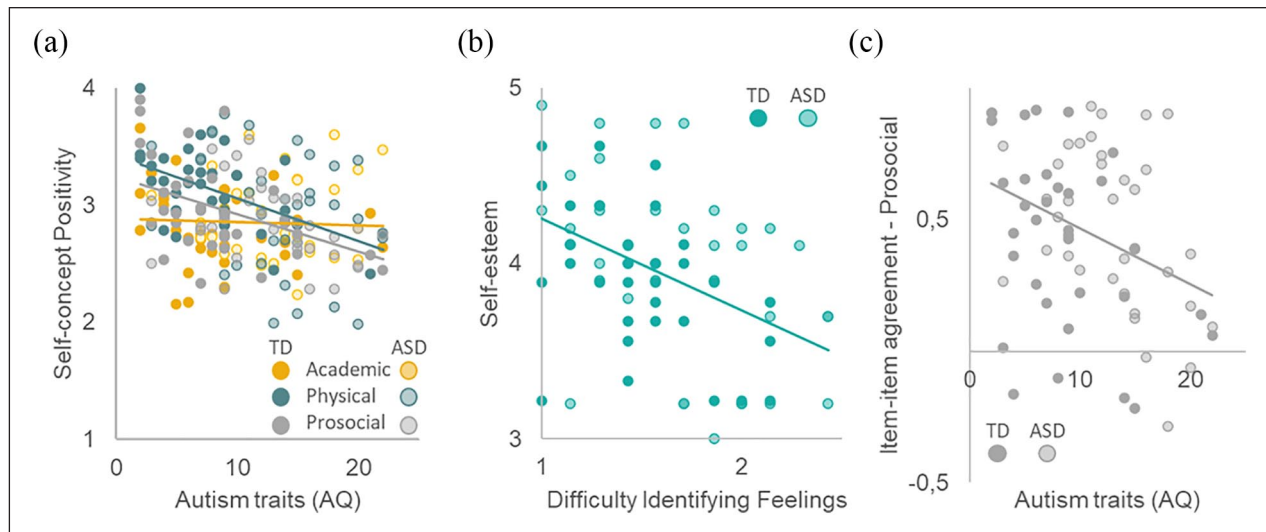 (a)
4
3
2
1
Self-concept Positivity
TD ASD
Academic
Physical
Prosocial
0 10 20
Autism traits (AQ)
(b)
5
4
3
Self-esteem
TD ASD
1 2
Difficulty Identifying Feelings
(c)
0,5
-0,5
Item-item agreement - Prosocial
0 10 20
TD ASD
Autism traits (AQ)